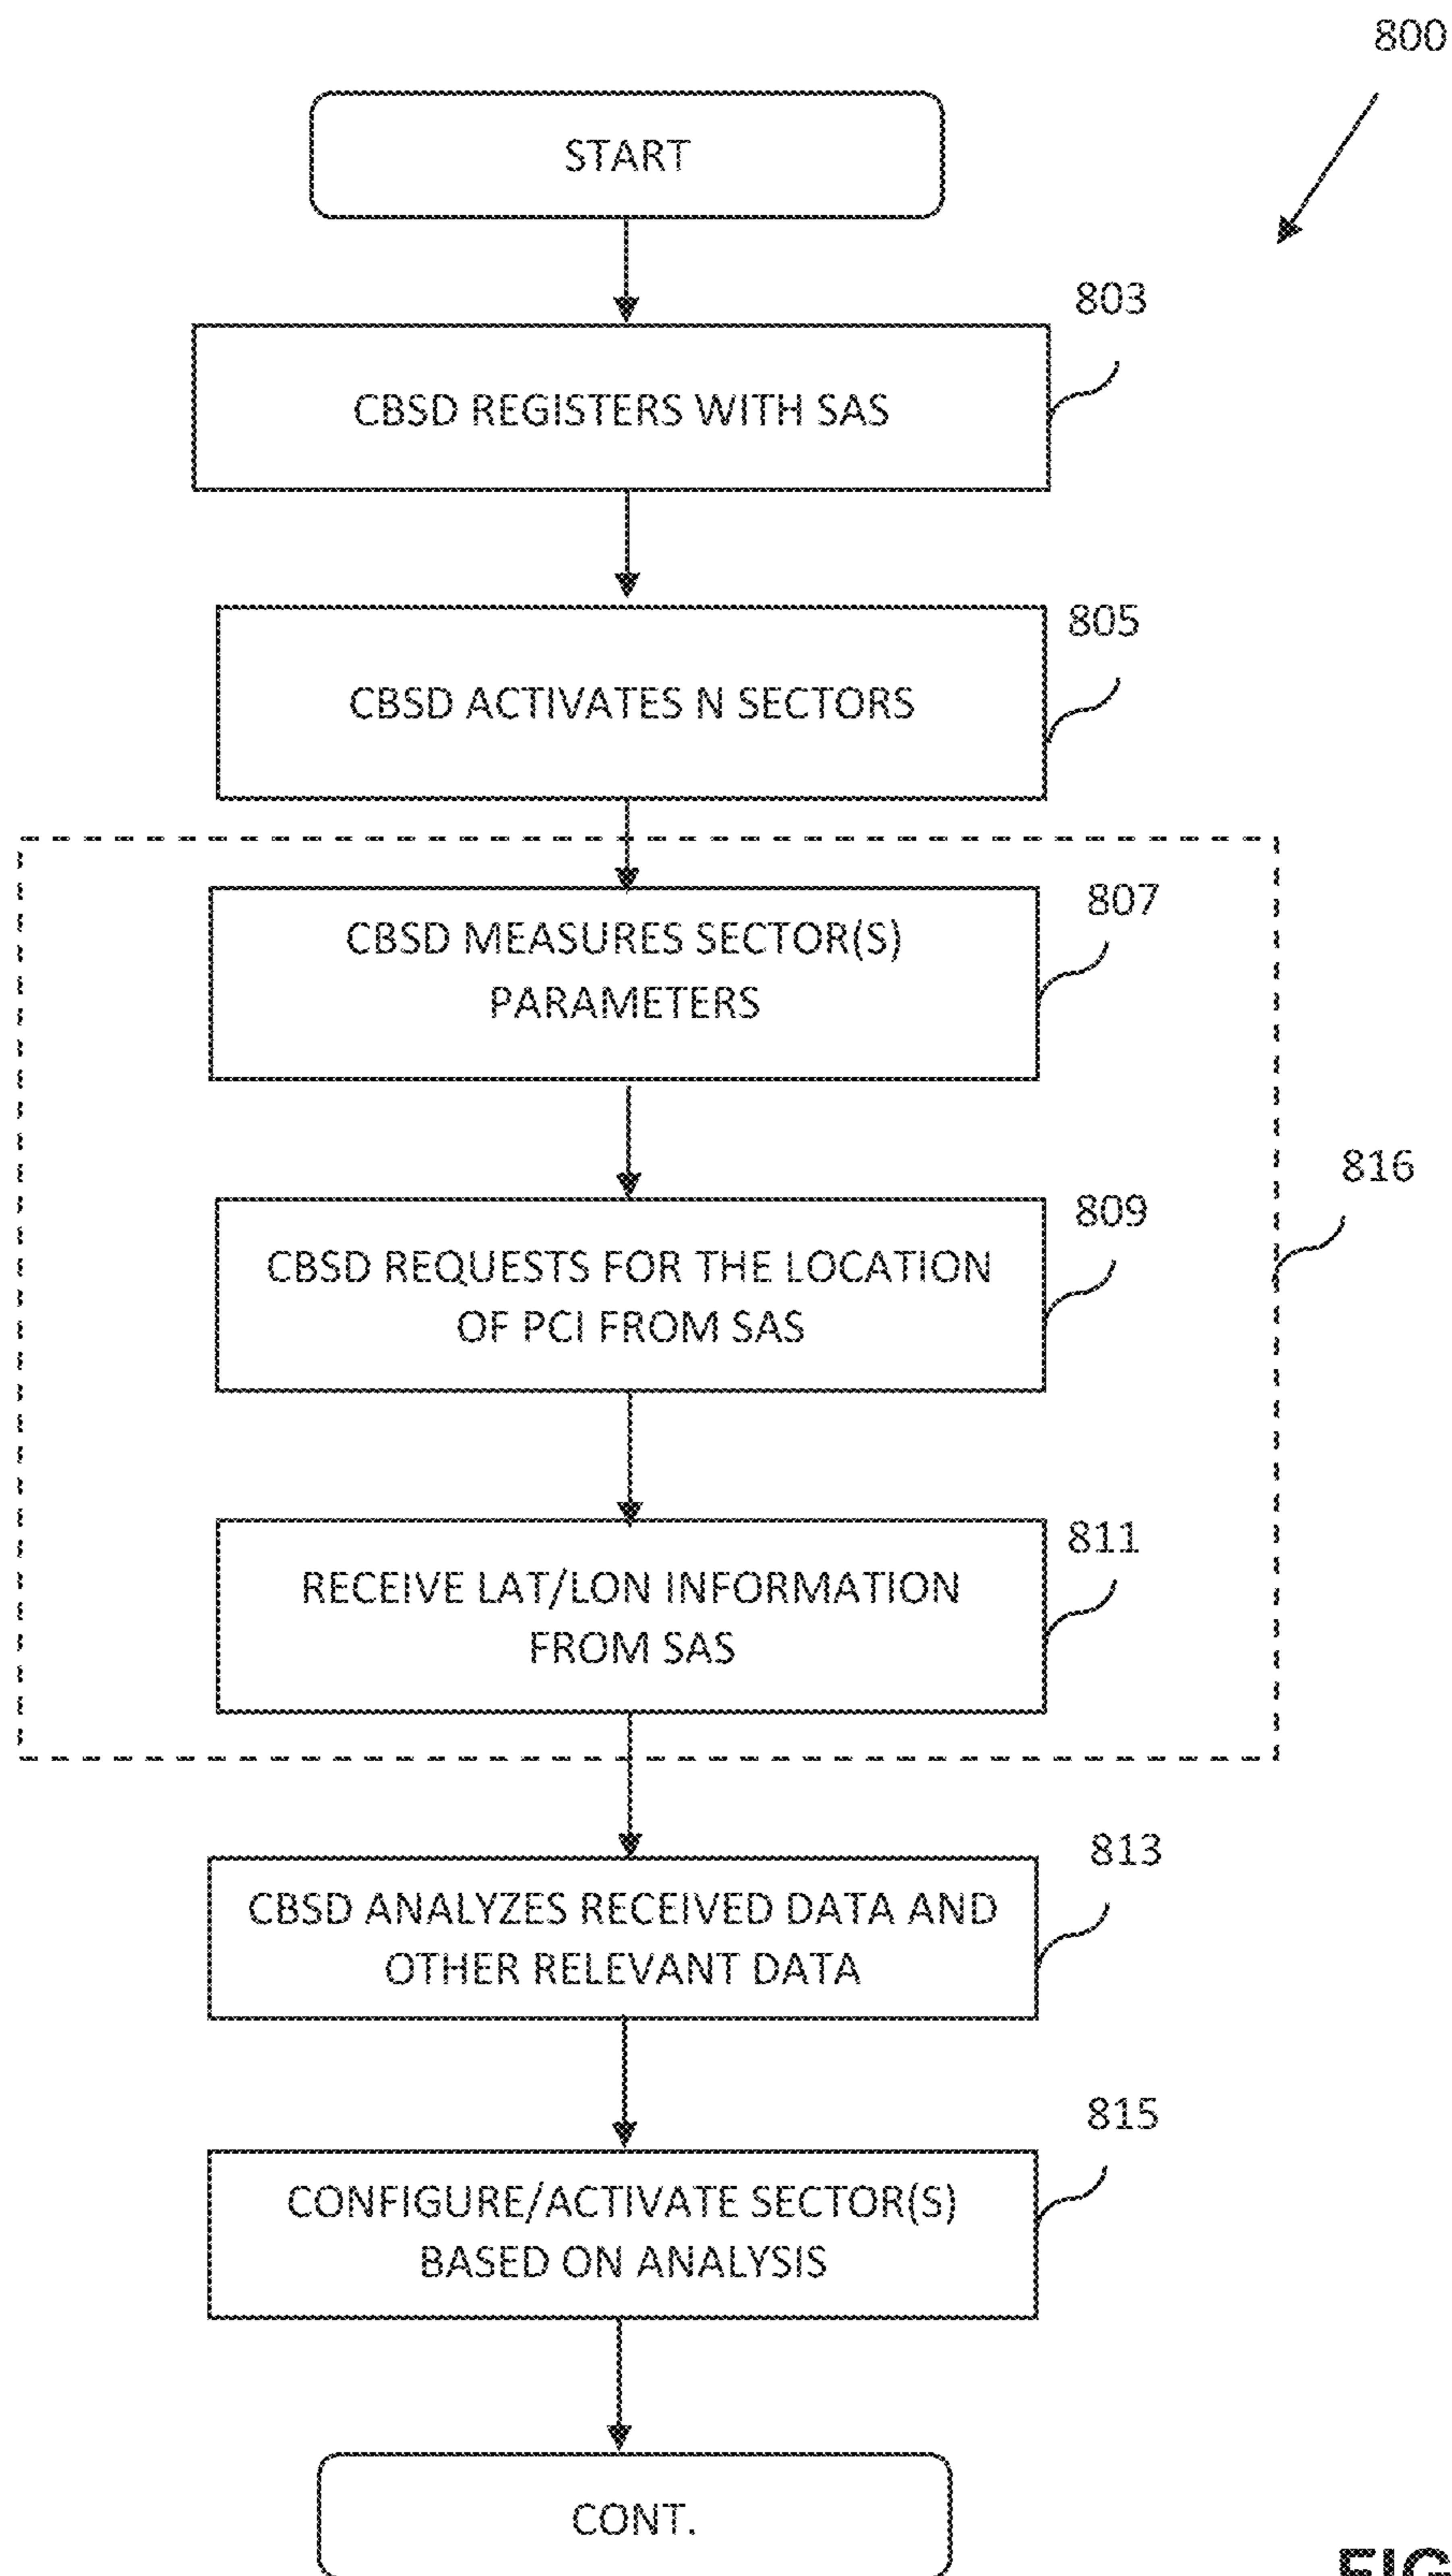 800
START
803
CBSD REGISTERS WITH SAS
805
CBSD ACTIVATES N SECTORS
807
CBSD MEASURES SECTOR(S)
PARAMETERS
816
809
CBSD REQUESTS FOR THE LOCATION
OF PCI FROM SAS
811
RECEIVE LAT/LON INFORMATION
FROM SAS
813
CBSD ANALYZES RECEIVED DATA AND
OTHER RELEVANT DATA
815
CONFIGURE/ACTIVATE SECTOR(S)
BASED ON ANALYSIS
CONT.
FIG